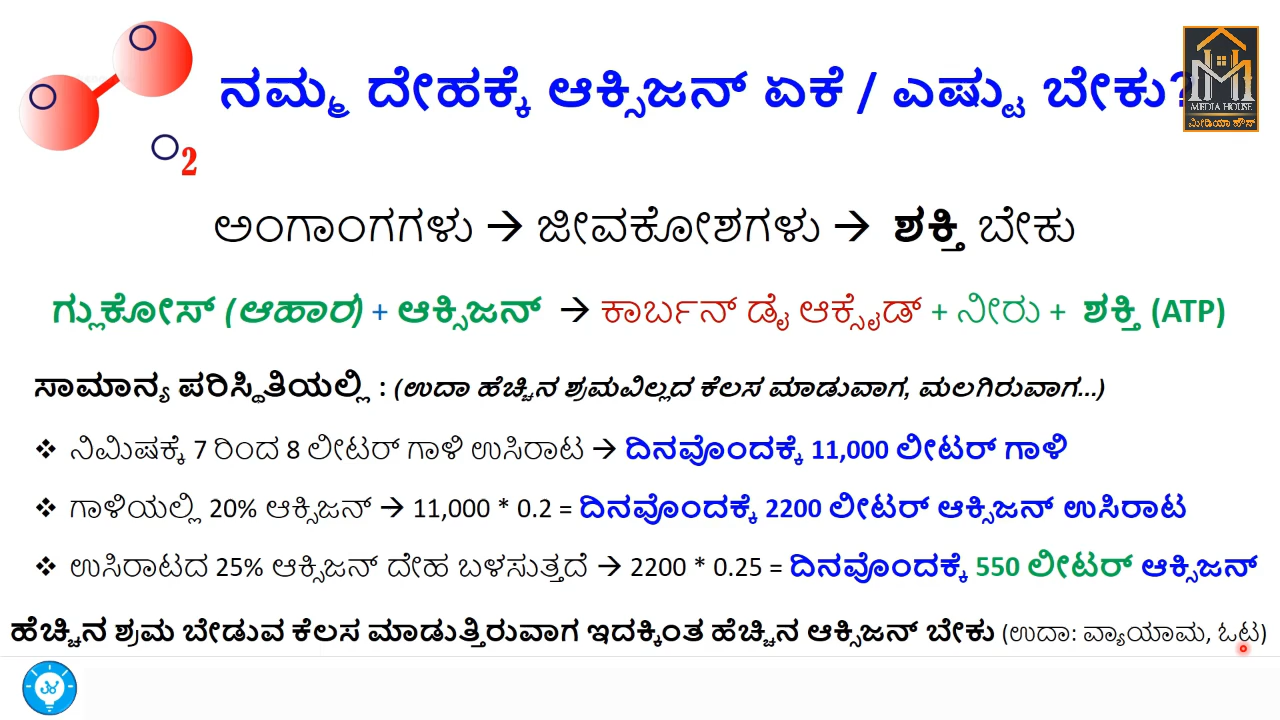 ನಮ್ಮ ದೇಹಕ್ಕೆ ಆಕ್ಸಿಜನ್ ಏಕೆ / ಎಷ್ಟು ಬೇಕು?
MEDIA HOUSE
ಮೀಡಿಯಾ ಹೌಸ್
O O
O2
ಅಂಗಾಂಗಗಳು → ಜೀವಕೋಶಗಳು → ಶಕ್ತಿ ಬೇಕು
ಗ್ಲುಕೋಸ್ (ಆಹಾರ) + ಆಕ್ಸಿಜನ್ → ಕಾರ್ಬನ್ ಡೈ ಆಕ್ಸೈಡ್ + ನೀರು + ಶಕ್ತಿ (ATP)
ಸಾಮಾನ್ಯ ಪರಿಸ್ಥಿತಿಯಲ್ಲಿ : (ಉದಾ ಹೆಚ್ಚಿನ ಶ್ರಮವಿಲ್ಲದ ಕೆಲಸ ಮಾಡುವಾಗ, ಮಲಗಿರುವಾಗ...)
❖ ನಿಮಿಷಕ್ಕೆ 7 ರಿಂದ 8 ಲೀಟರ್ ಗಾಳಿ ಉಸಿರಾಟ → ದಿನವೊಂದಕ್ಕೆ 11,000 ಲೀಟರ್ ಗಾಳಿ
❖ ಗಾಳಿಯಲ್ಲಿ 20% ಆಕ್ಸಿಜನ್ → 11,000 * 0.2 = ದಿನವೊಂದಕ್ಕೆ 2200 ಲೀಟರ್ ಆಕ್ಸಿಜನ್ ಉಸಿರಾಟ
❖ ಉಸಿರಾಟದ 25% ಆಕ್ಸಿಜನ್ ದೇಹ ಬಳಸುತ್ತದೆ → 2200 * 0.25 = ದಿನವೊಂದಕ್ಕೆ 550 ಲೀಟರ್ ಆಕ್ಸಿಜನ್
ಹೆಚ್ಚಿನ ಶ್ರಮ ಬೇಡುವ ಕೆಲಸ ಮಾಡುತ್ತಿರುವಾಗ ಇದಕ್ಕಿಂತ ಹೆಚ್ಚಿನ ಆಕ್ಸಿಜನ್ ಬೇಕು (ಉದಾ: ವ್ಯಾಯಾಮ, ಓಟ)